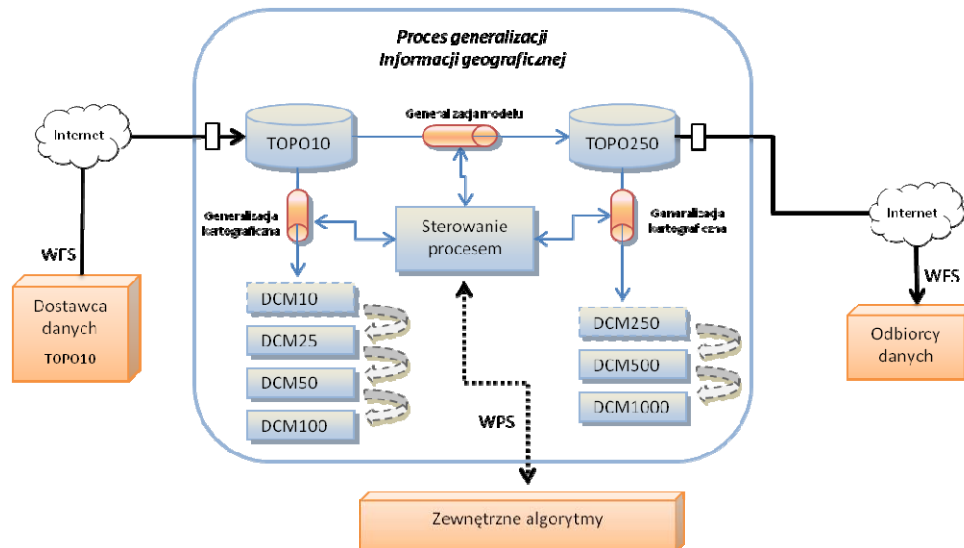 Proces generalizacji
Informacji geograficznej
Internet
TOPO10
Generalizacja modelu
TOPO250
Internet
Generalizacja
kartograficzna
Sterowanie
procesem
Generalizacja
kartograficzna
WFS
WFS
Dostawca
danych
TOPO10
DCM10
DCM25
DCM50
DCM100
DCM250
DCM500
DCM1000
Odbiorcy
danych
WPS
Zewnętrzne algorytmy